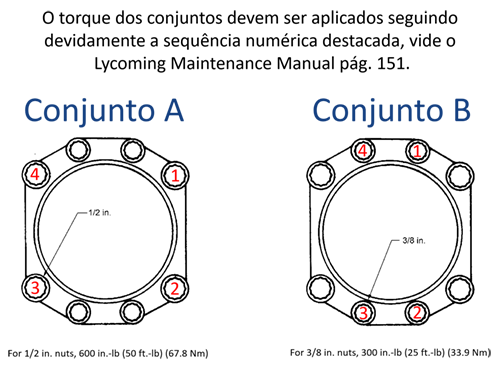 O torque dos conjuntos devem ser aplicados seguindo
devidamente a sequência numérica destacada, vide o
Lycoming Maintenance Manual pág. 151.
Conjunto A
4
1
1/2 in.
3
2
For 1/2 in. nuts, 600 in.-lb (50 ft.-lb) (67.8 Nm)
Conjunto B
4
1
3/8 in.
3
2
For 3/8 in. nuts, 300 in.-lb (25 ft.-lb) (33.9 Nm)